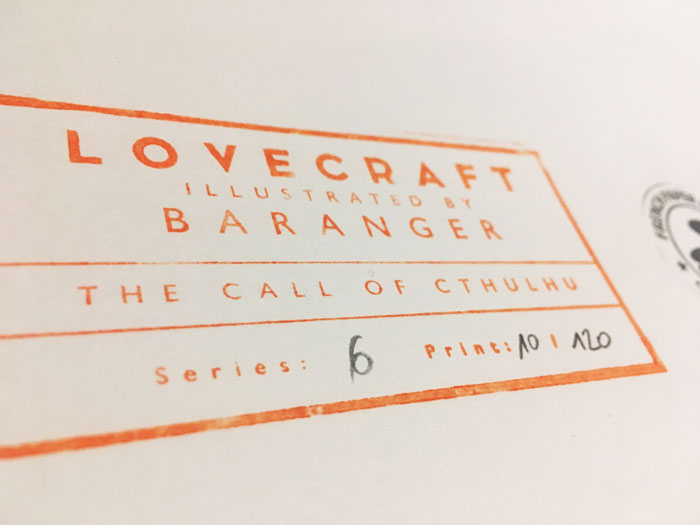 LOVECRAFT
ILLUSTRATED BY
BARANGER
THE CALL OF CTHULHU
Series: 6 Print: 10 / 120